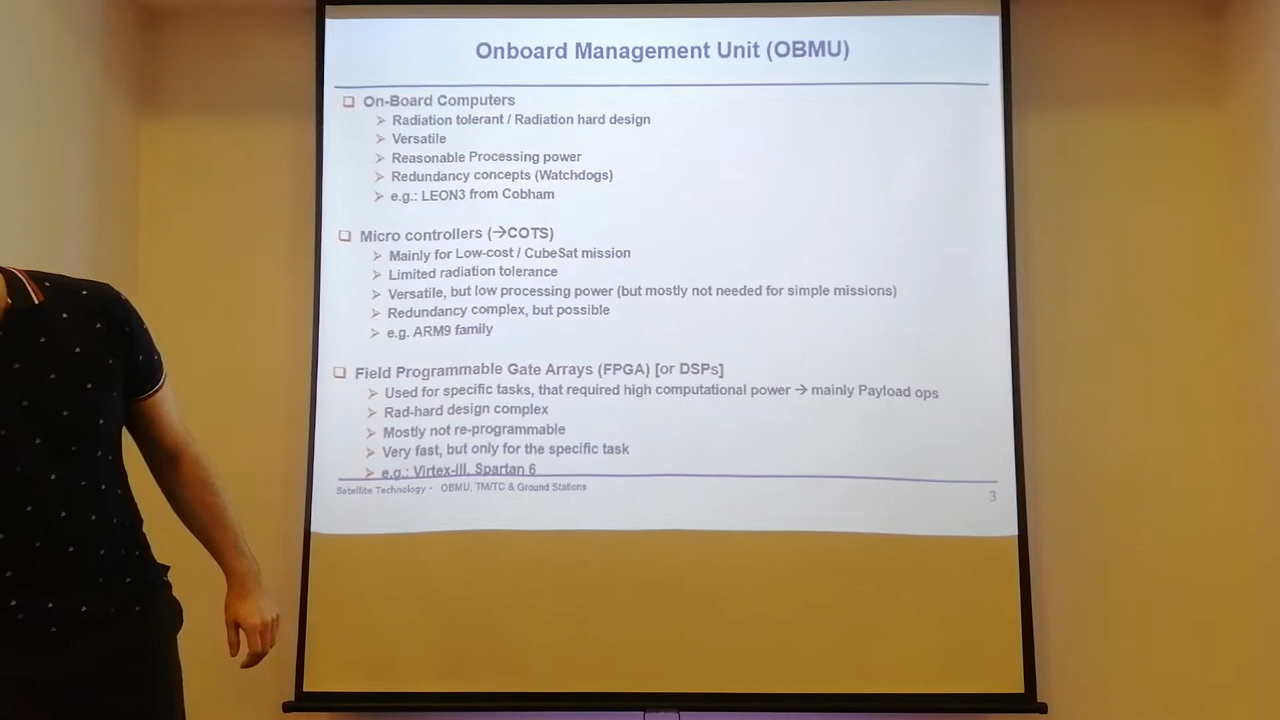 Onboard Management Unit (OBMU)
❑ On-Board Computers
➢ Radiation tolerant / Radiation hard design
➢ Versatile
➢ Reasonable Processing power
➢ Redundancy concepts (Watchdogs)
➢ e.g.: LEON3 from Cobham
❑ Micro controllers (→COTS)
➢ Mainly for Low-cost / CubeSat mission
➢ Limited radiation tolerance
➢ Versatile, but low processing power (but mostly not needed for simple missions)
➢ Redundancy complex, but possible
➢ e.g. ARM9 family
❑ Field Programmable Gate Arrays (FPGA) [or DSPs]
➢ Used for specific tasks, that required high computational power → mainly Payload ops
➢ Rad-hard design complex
➢ Mostly not re-programmable
➢ Very fast, but only for the specific task
➢ e.g.: Virtex-III, Spartan 6
Satellite Technology - OBMU, TM/TC & Ground Stations
3